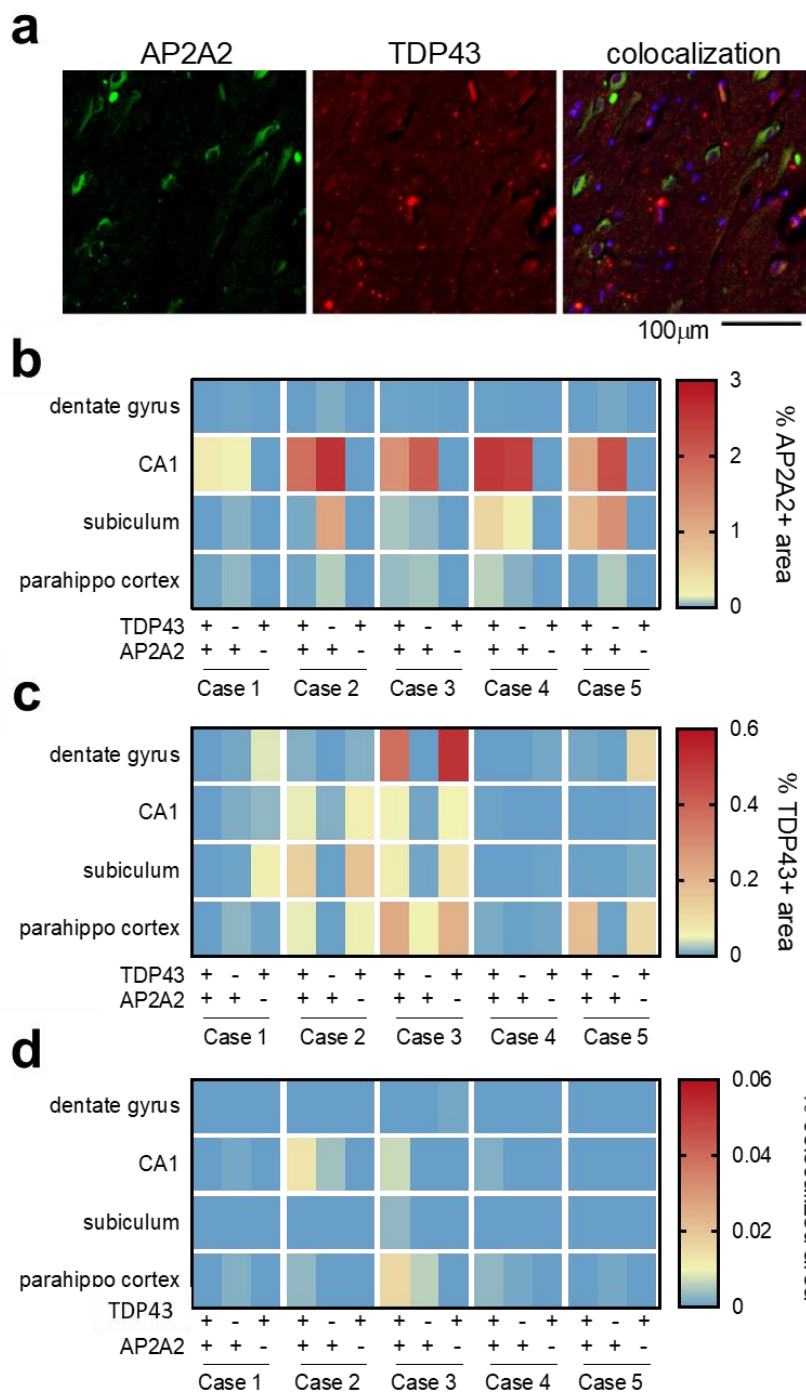 a
AP2A2 TDP43 colocalization
100μm
b
dentate gyrus
CA1
subiculum
parahippo cortex
3
2
1
0
% AP2A2+ area
TDP43 + - + + - + + - + + - + + - +
AP2A2 + + - + + - + + - + + - + + -
Case 1 Case 2 Case 3 Case 4 Case 5
c
dentate gyrus
CA1
subiculum
parahippo cortex
0.6
0.4
0.2
0
% TDP43+ area
TDP43 + - + + - + + - + + - + + - +
AP2A2 + + - + + - + + - + + - + + -
Case 1 Case 2 Case 3 Case 4 Case 5
d
dentate gyrus
CA1
subiculum
parahippo cortex
0.06
0.04
0.02
0
TDP43 + - + + - + + - + + - + + - +
AP2A2 + + - + + - + + - + + - + + -
Case 1 Case 2 Case 3 Case 4 Case 5